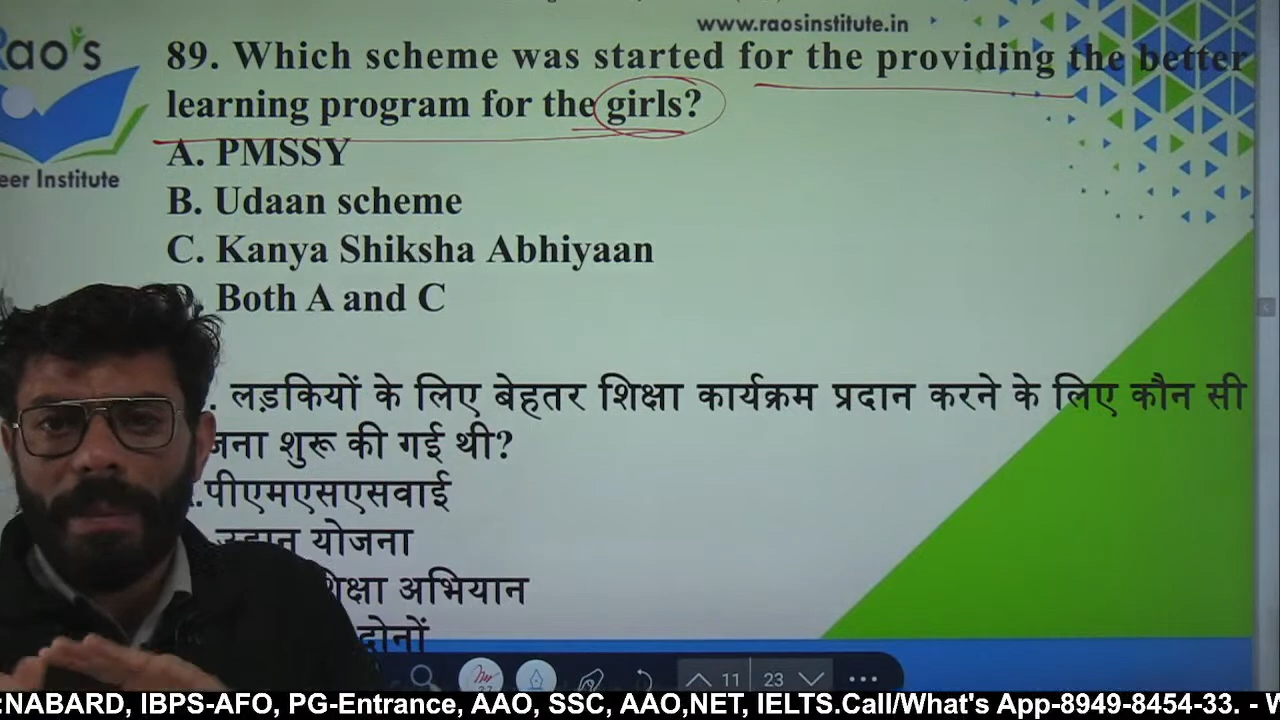 www.raosinstitute.in
ao's
eer Institute
89. Which scheme was started for the providing the better
learning program for the girls?
A. PMSSY
B. Udaan scheme
C. Kanya Shiksha Abhiyaan
D. Both A and C
लड़कियों के लिए बेहतर शिक्षा कार्यक्रम प्रदान करने के लिए कौन सी
जना शुरू की गई थी?
.पीएमएसएसवाई
उड़ान योजना
शिक्षा अभियान
दोनों
11 23
:NABARD, IBPS-AFO, PG-Entrance, AAO, SSC, AAO,NET, IELTS.Call/What's App-8949-8454-33. - W